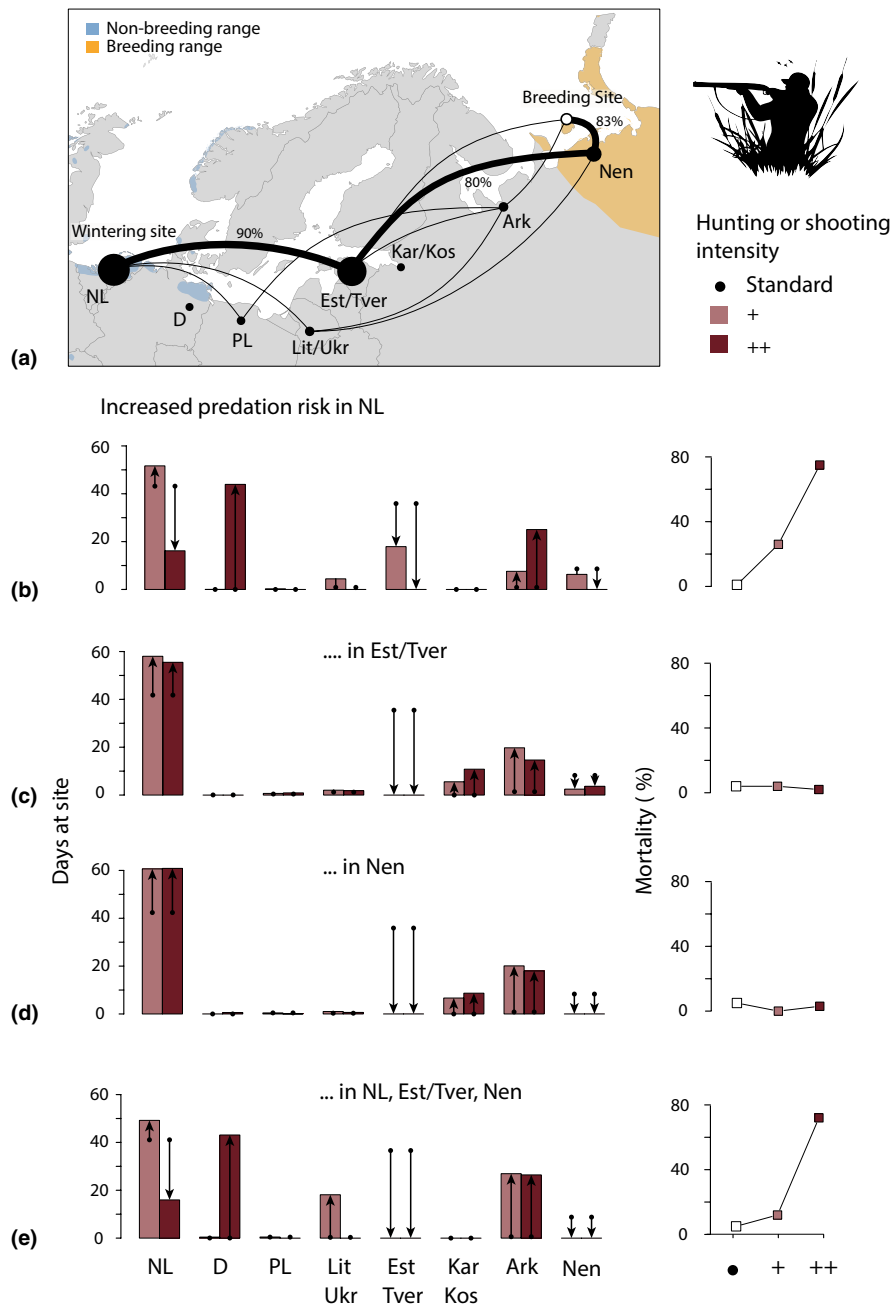 Non-breeding range
Breeding range
Breeding Site
83%
Nen
80%
Ark
Wintering site
90%
Kar/Kos
NL
Est/Tver
D
PL
Lit/Ukr
(a)
Hunting or shooting
intensity
Standard
+
++
Increased predation risk in NL
60
40
20
0
80
40
0
(b)
.... in Est/Tver
60
40
20
0
80
40
0
(c)
Days at site
Mortality ( %)
... in Nen
60
40
20
0
80
40
0
(d)
... in NL, Est/Tver, Nen
60
40
20
0
80
40
0
(e)
NL
D
PL
Lit
Ukr
Est
Tver
Kar
Kos
Ark
Nen
+
++